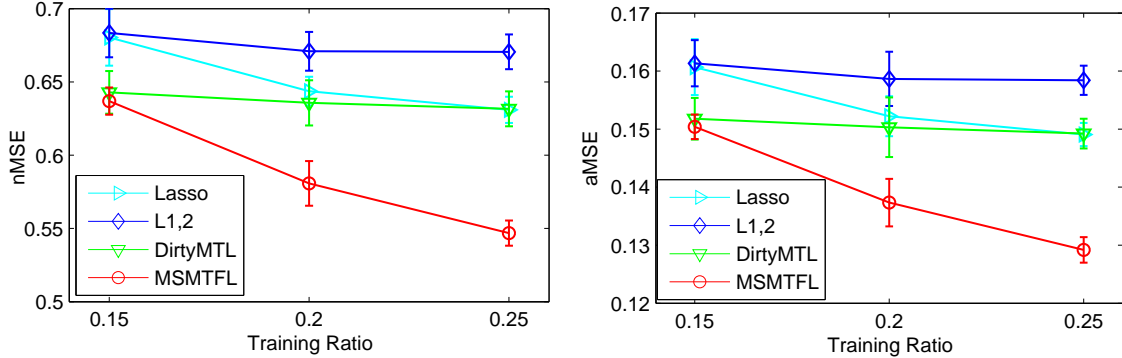 0.7
0.65
0.6
0.55
0.5
nMSE
Lasso
L1,2
DirtyMTL
MSMTFL
0.15
0.2
0.25
Training Ratio
0.17
0.16
0.15
0.14
0.13
0.12
aMSE
Lasso
L1,2
DirtyMTL
MSMTFL
0.15
0.2
0.25
Training Ratio